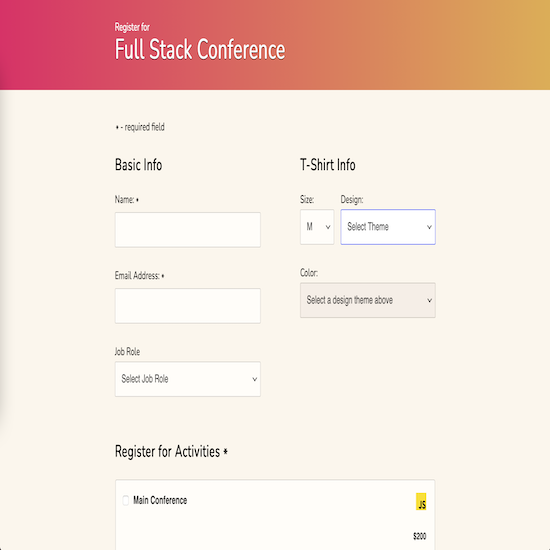 Register for
Full Stack Conference
* - required field
Basic Info
Name: *
Email Address: *
Job Role
Select Job Role
T-Shirt Info
Size:
M
Design:
Select Theme
Color:
Select a design theme above
Register for Activities *
Main Conference
JS
$200